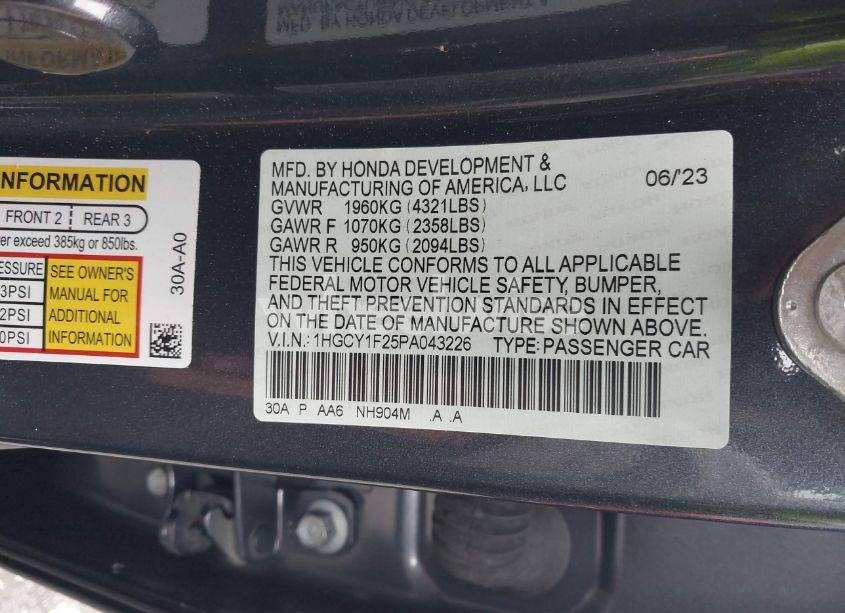 INFORMATION
FRONT 2 | REAR 3
er exceed 385kg or 850lbs.
ESSURE
3PSI
2PSI
0PSI
SEE OWNER'S
MANUAL FOR
ADDITIONAL
INFORMATION
30A-A0
MFD. BY HONDA DEVELOPMENT &
MANUFACTURING OF AMERICA, LLC 06/'23
GVWR 1960KG (4321LBS)
GAWR F 1070KG (2358LBS)
GAWR R 950KG (2094LBS)
THIS VEHICLE CONFORMS TO ALL APPLICABLE
FEDERAL MOTOR VEHICLE SAFETY, BUMPER,
AND THEFT PREVENTION STANDARDS IN EFFECT
ON THE DATE OF MANUFACTURE SHOWN ABOVE.
V.I.N.: 1HGCY1F25PA043226 TYPE: PASSENGER CAR
30A P AA6 NH904M .A .A